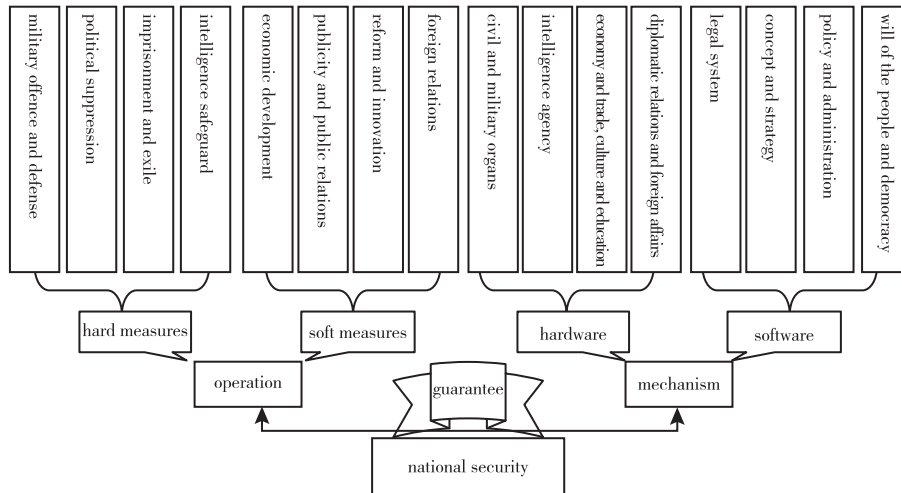 military offence and defense
political suppression
imprisonment and exile
intelligence safeguard
economic development
publicity and public relations
reform and innovation
foreign relations
civil and military organs
intelligence agency
economy and trade, culture and education
diplomatic relations and foreign affairs
legal system
concept and strategy
policy and administration
will of the people and democracy
hard measures
soft measures
hardware
software
operation
guarantee
mechanism
national security